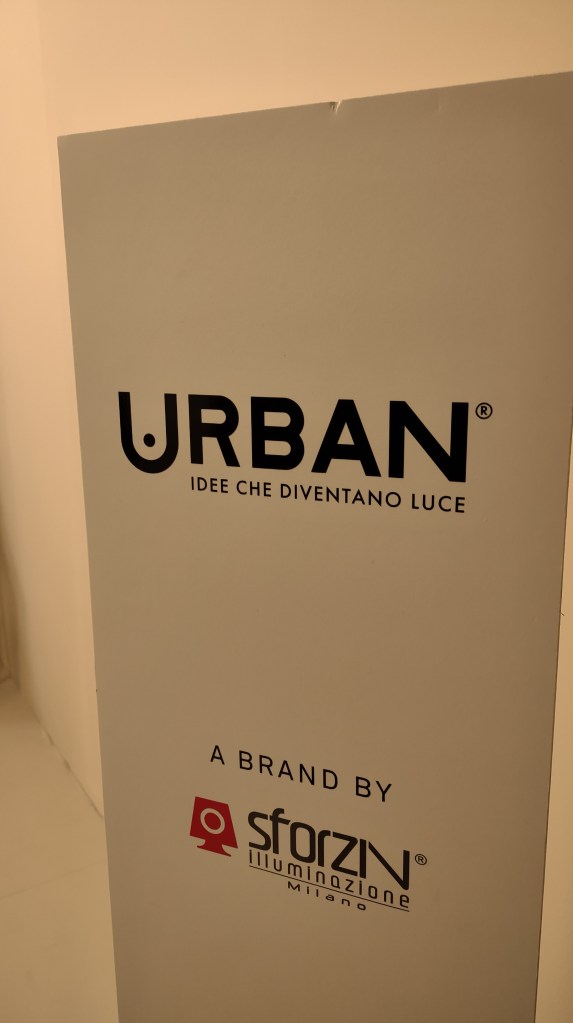 URBAN®
IDEE CHE DIVENTANO LUCE
A BRAND BY
sforzin®
illuminazione
Milano